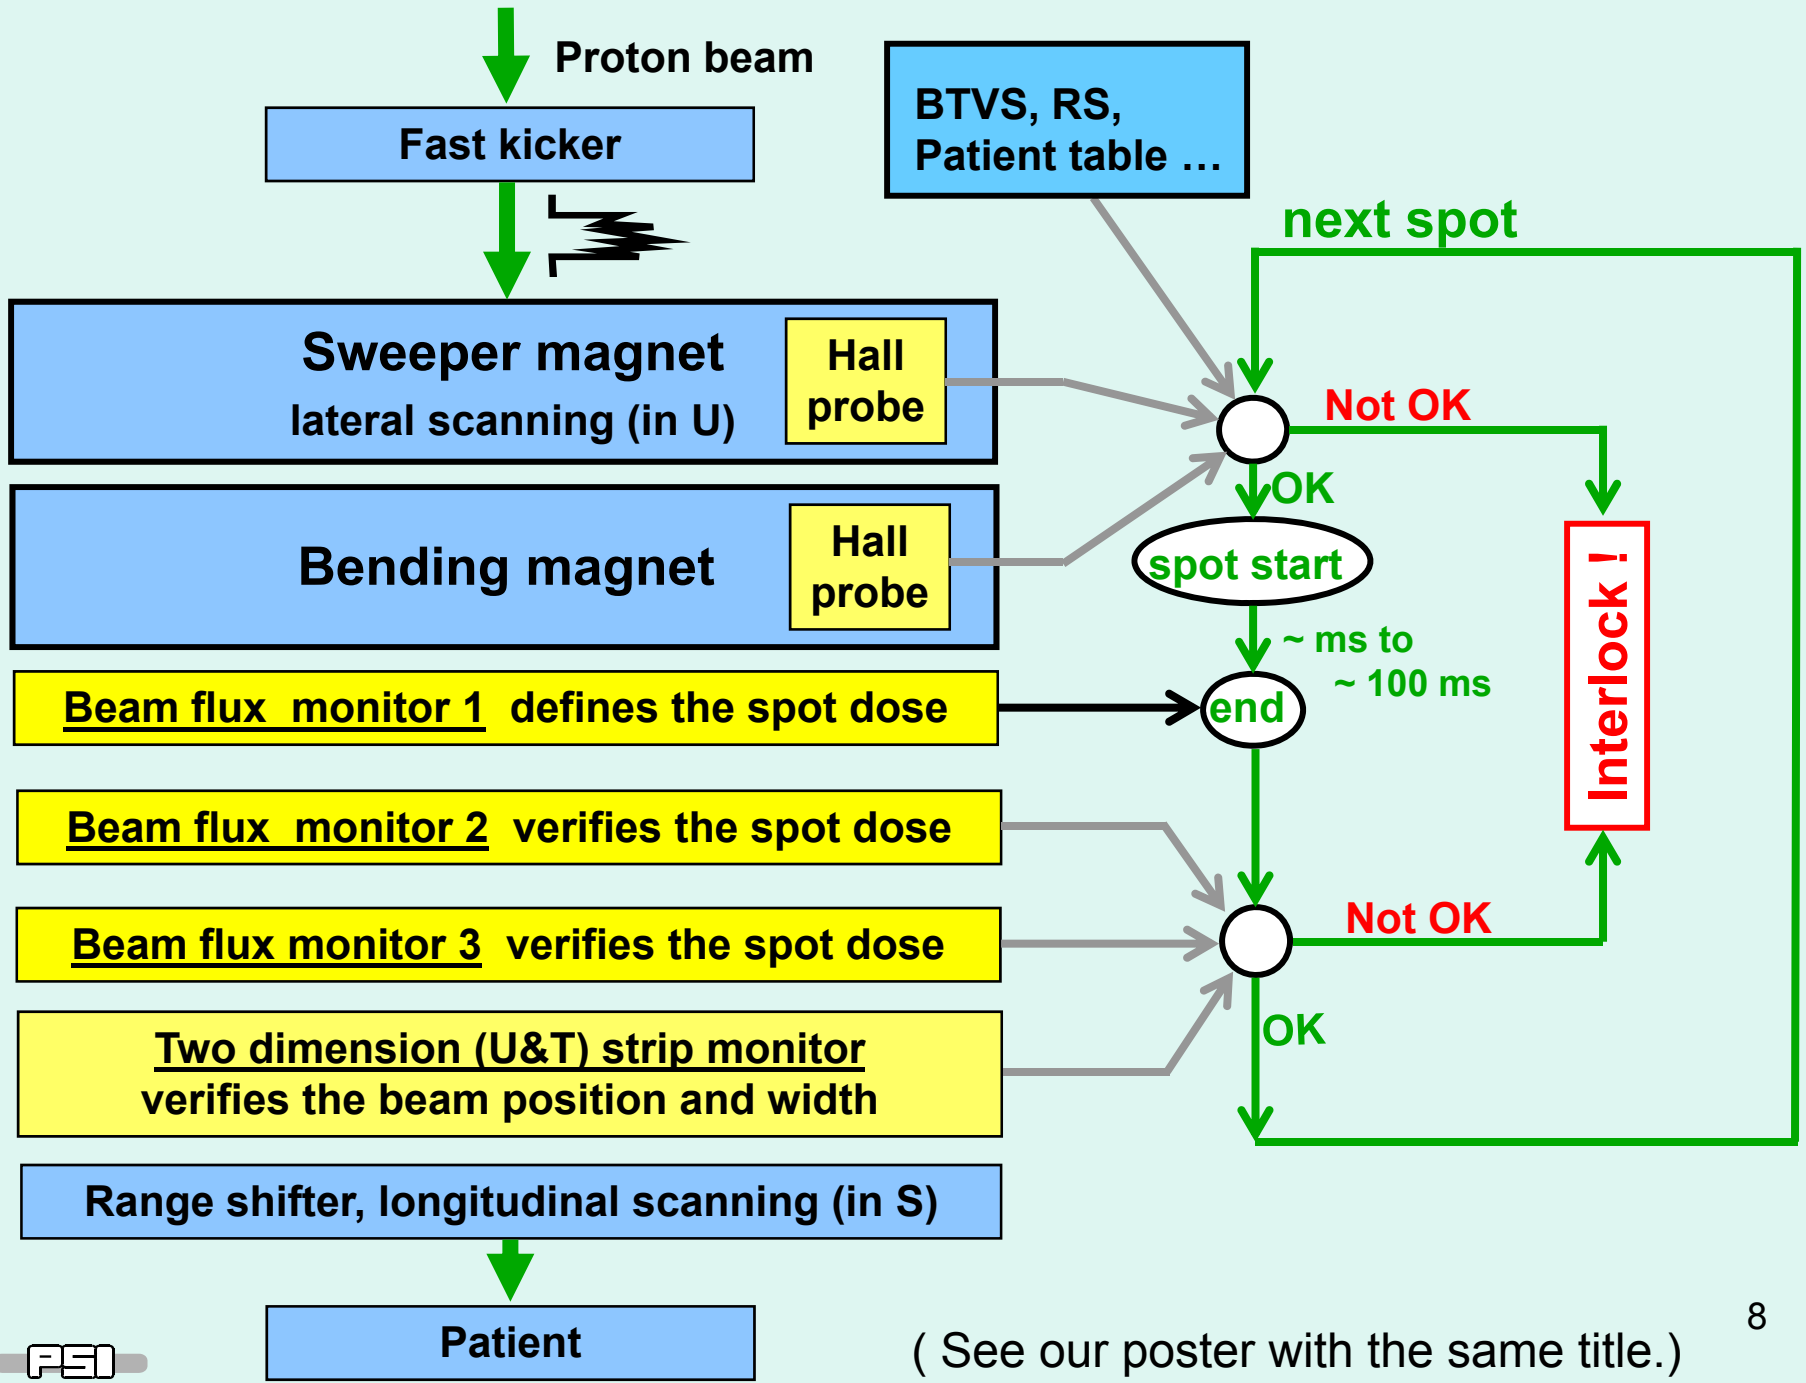 Proton beam
Fast kicker
BTVS, RS,
Patient table …
next spot
Sweeper magnet
lateral scanning (in U)
Hall
probe
Not OK
OK
Bending magnet
Hall
probe
spot start
Interlock !
~ ms to
~ 100 ms
Beam flux monitor 1 defines the spot dose
end
Beam flux monitor 2 verifies the spot dose
Beam flux monitor 3 verifies the spot dose
Not OK
OK
Two dimension (U&T) strip monitor
verifies the beam position and width
Range shifter, longitudinal scanning (in S)
Patient
( See our poster with the same title.)
8
PSI